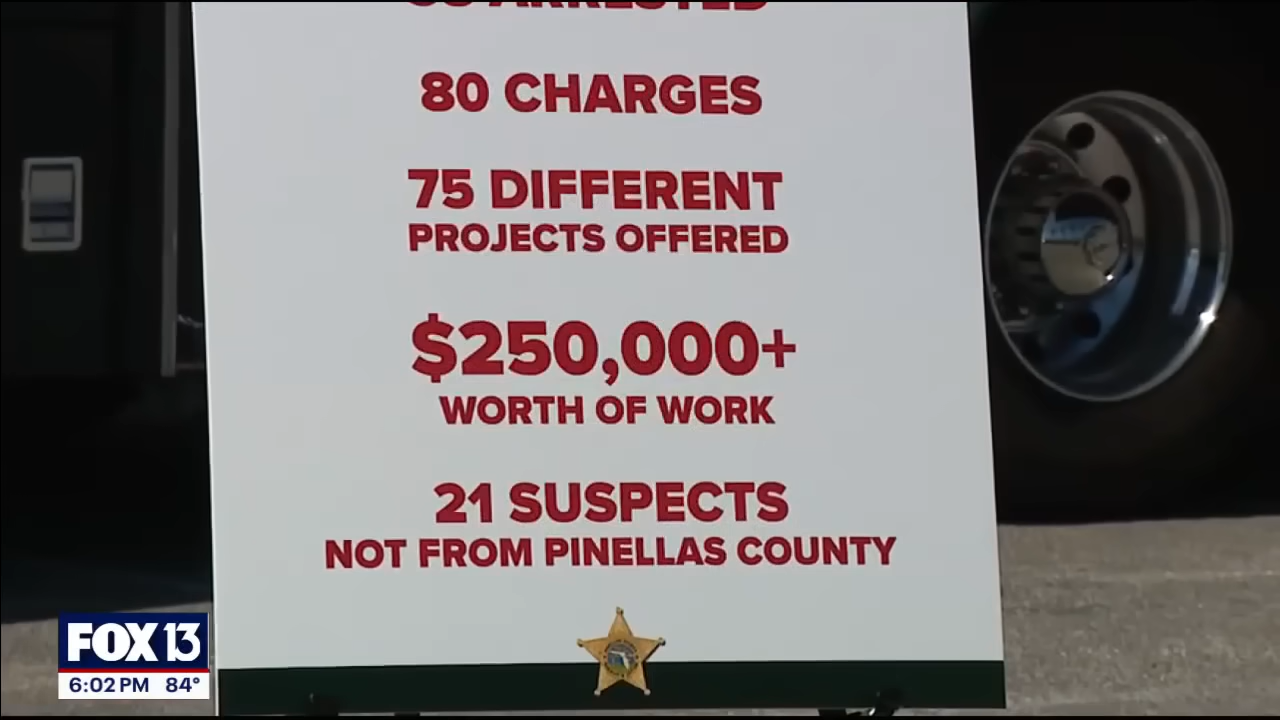 ARRESTED
80 CHARGES
75 DIFFERENT
PROJECTS OFFERED
$250,000+
WORTH OF WORK
21 SUSPECTS
NOT FROM PINELLAS COUNTY
FOX 13
6:02 PM 84°